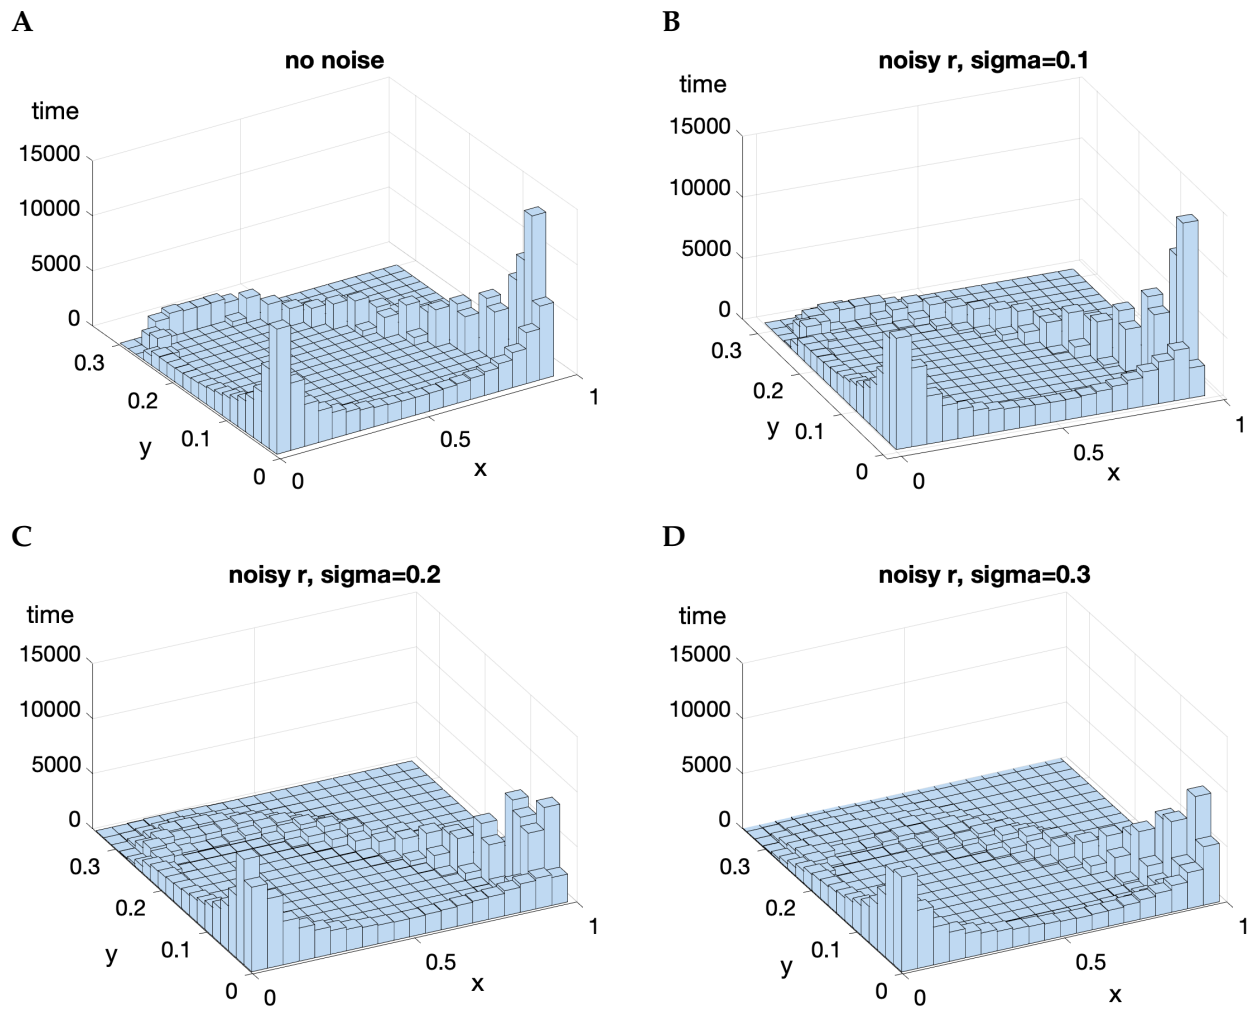 A
no noise
time
15000
10000
5000
0
0.3
0.2
0.1
0
y
0
0.5
1
x
B
noisy r, sigma=0.1
time
15000
10000
5000
0
0.3
0.2
0.1
0
y
0
0.5
1
x
C
noisy r, sigma=0.2
time
15000
10000
5000
0
0.3
0.2
0.1
0
y
0
0.5
1
x
D
noisy r, sigma=0.3
time
15000
10000
5000
0
0.3
0.2
0.1
0
y
0
0.5
1
x